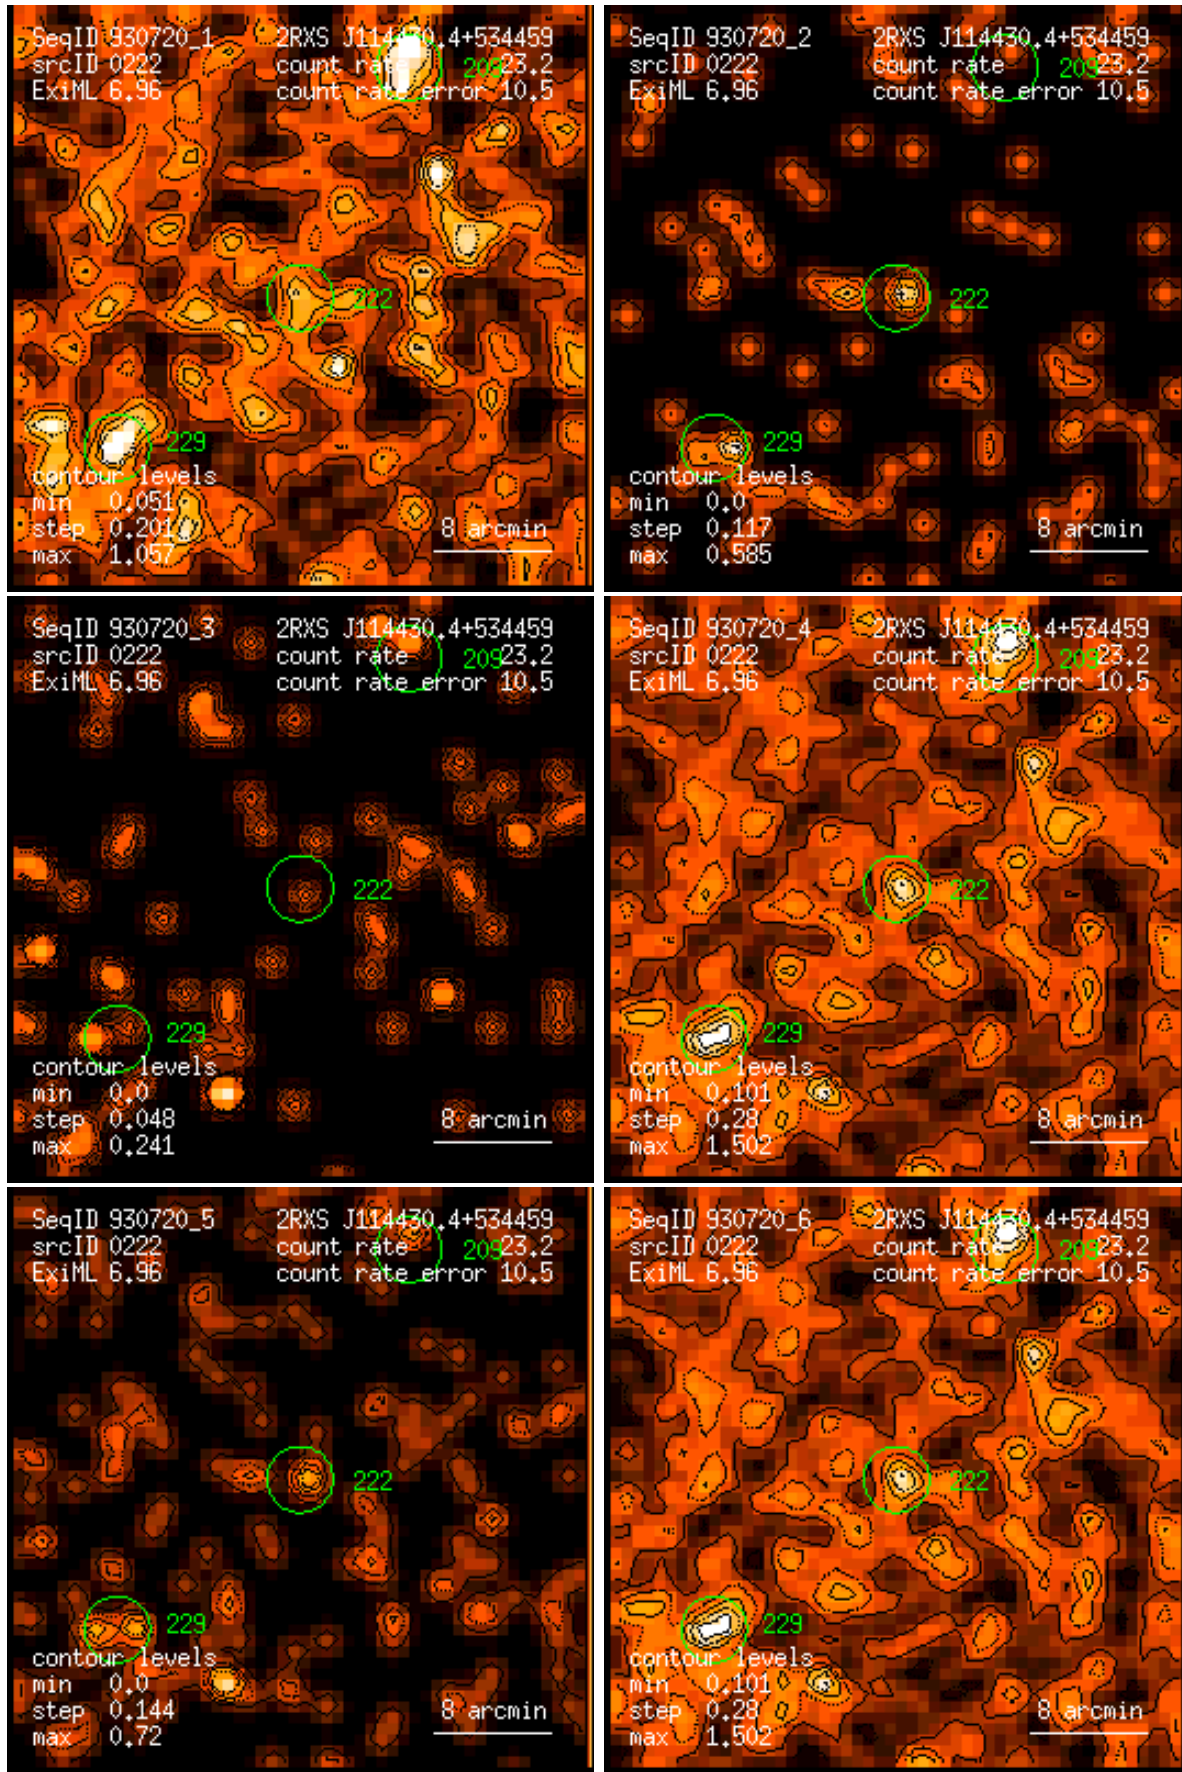 SeqID 930720_1 2RXS J114430.4+534459
srcID 0222 count rate 209 23.2
ExiML 6.96 count rate error 10.5
222
229
contour levels
min 0.051
step 0.201
max 1.057
8 arcmin
SeqID 930720_2 2RXS J114430.4+534459
srcID 0222 count rate 209 23.2
ExiML 6.96 count rate error 10.5
222
229
contour levels
min 0.0
step 0.117
max 0.585
8 arcmin
SeqID 930720_3 2RXS J114430.4+534459
srcID 0222 count rate 209 23.2
ExiML 6.96 count rate error 10.5
222
229
contour levels
min 0.0
step 0.048
max 0.241
8 arcmin
SeqID 930720_4 2RXS J114430.4+534459
srcID 0222 count rate 209 23.2
ExiML 6.96 count rate error 10.5
222
229
contour levels
min 0.101
step 0.28
max 1.502
8 arcmin
SeqID 930720_5 2RXS J114430.4+534459
srcID 0222 count rate 209 23.2
ExiML 6.96 count rate error 10.5
222
229
contour levels
min 0.0
step 0.144
max 0.72
8 arcmin
SeqID 930720_6 2RXS J114430.4+534459
srcID 0222 count rate 209 23.2
ExiML 6.96 count rate error 10.5
222
229
contour levels
min 0.101
step 0.28
max 1.502
8 arcmin